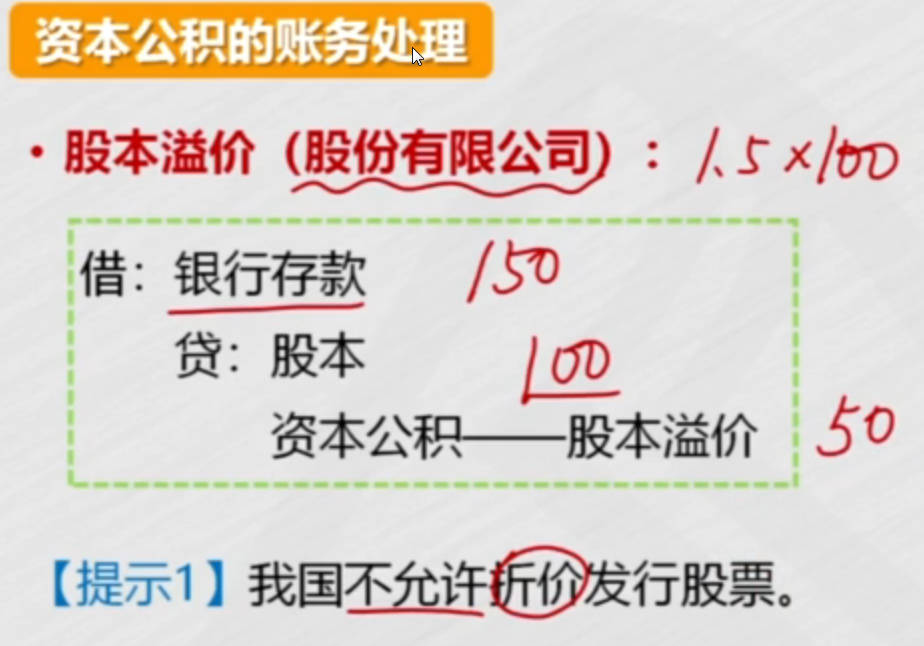 资本公积的账务处理
• 股本溢价（股份有限公司）： 1.5×100
借：银行存款 150
贷：股本 100
资本公积——股本溢价 50
【提示1】我国不允许折价发行股票。